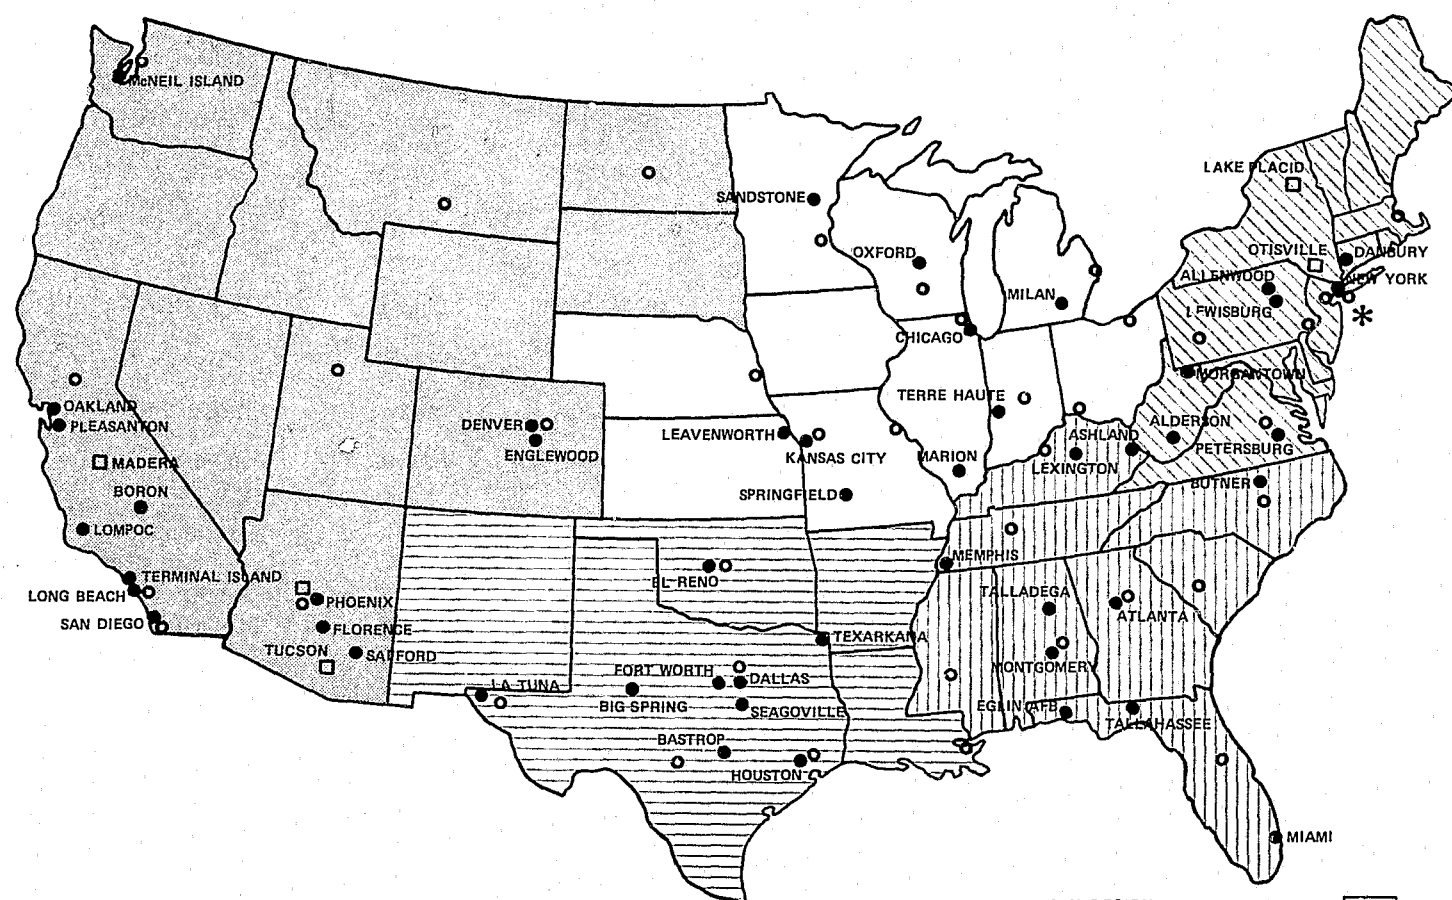 McNEIL ISLAND
LAKE PLACID
SANDSTONE
OTISVILLE
DANBURY
OXFORD
ALLENWOOD
NEW YORK
MILAN
LEWISBURG
*
CHICAGO
MORGANTOWN
TERRE HAUTE
OAKLAND
PLEASANTON
DENVER
ALDERSON
LEAVENWORTH
ASHLAND
PETERSBURG
ENGLEWOOD
KANSAS CITY
MARION
LEXINGTON
MADERA
BUTNER
BORON
SPRINGFIELD
LOMPOC
MEMPHIS
TERMINAL ISLAND
EL RENO
LONG BEACH
TALLADEGA
PHOENIX
ATLANTA
SAN DIEGO
FLORENCE
TEXARKANA
TUCSON
SAFFORD
FORT WORTH
MONTGOMERY
DALLAS
LA TUNA
BIG SPRING
EGLIN AFB
SEAGOVILLE
TALLAHASSEE
BASTROP
HOUSTON
MIAMI